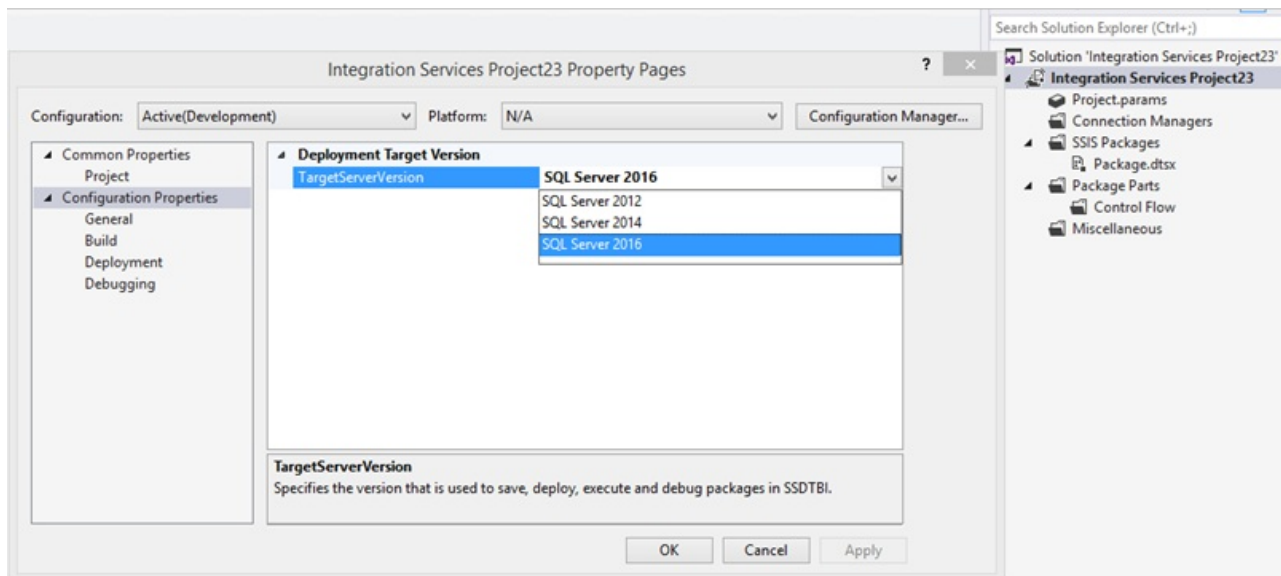 Search Solution Explorer (Ctrl+;)
Solution 'Integration Services Project23'
Integration Services Project23
Project.params
Connection Managers
SSIS Packages
Package.dtsx
Package Parts
Control Flow
Miscellaneous
Integration Services Project23 Property Pages
?
Configuration: Active(Development) Platform: N/A Configuration Manager...
Common Properties
Project
Configuration Properties
General
Build
Deployment
Debugging
Deployment Target Version
TargetServerVersion SQL Server 2016
SQL Server 2012
SQL Server 2014
SQL Server 2016
TargetServerVersion
Specifies the version that is used to save, deploy, execute and debug packages in SSDTBI.
OK Cancel Apply